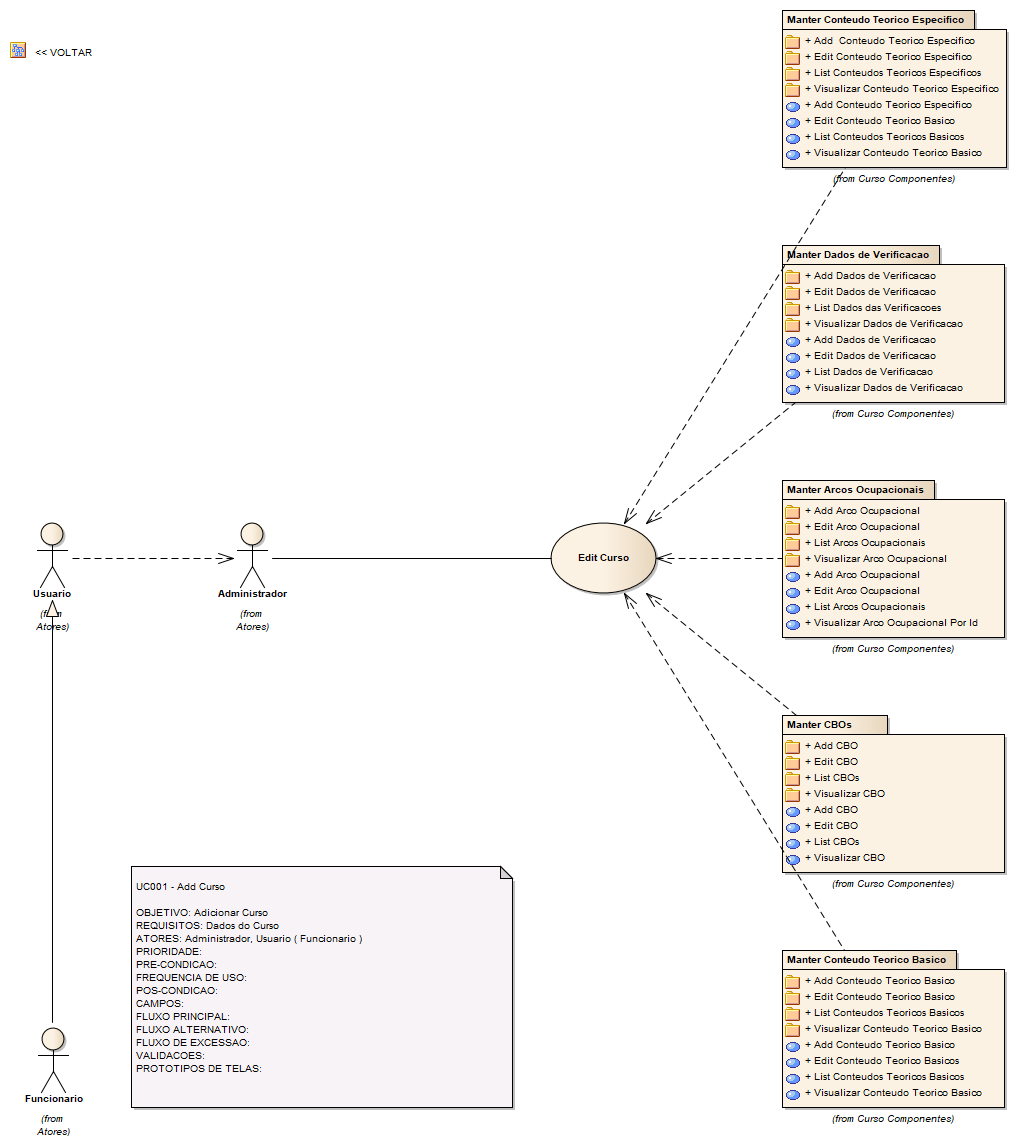 << VOLTAR
Manter Conteudo Teorico Especifico
+ Add  Conteudo Teorico Especifico
+ Edit Conteudo Teorico Especifico
+ List Conteudos Teoricos Especificos
+ Visualizar Conteudo Teorico Especifico
+ Add Conteudo Teorico Especifico
+ Edit Conteudo Teorico Basico
+ List Conteudos Teoricos Basicos
+ Visualizar Conteudo Teorico Basico
(from Curso Componentes)
Manter Dados de Verificacao
+ Add Dados de Verificacao
+ Edit Dados de Verificacao
+ List Dados das Verificacoes
+ Visualizar Dados de Verificacao
+ Add Dados de Verificacao
+ Edit Dados de Verificacao
+ List Dados de Verificacao
+ Visualizar Dados de Verificacao
(from Curso Componentes)
Manter Arcos Ocupacionais
+ Add Arco Ocupacional
+ Edit Arco Ocupacional
+ List Arcos Ocupacionais
+ Visualizar Arco Ocupacional
+ Add Arco Ocupacional
+ Edit Arco Ocupacional
+ List Arcos Ocupacionais
+ Visualizar Arco Ocupacional Por Id
(from Curso Componentes)
Usuario
(from
Atores)
Administrador
(from
Atores)
Edit Curso
Manter CBOs
+ Add CBO
+ Edit CBO
+ List CBOs
+ Visualizar CBO
+ Add CBO
+ Edit CBO
+ List CBOs
+ Visualizar CBO
(from Curso Componentes)
UC001 - Add Curso
OBJETIVO: Adicionar Curso
REQUISITOS: Dados do Curso
ATORES: Administrador, Usuario ( Funcionario )
PRIORIDADE:
PRE-CONDICAO:
FREQUENCIA DE USO:
POS-CONDICAO:
CAMPOS:
FLUXO PRINCIPAL:
FLUXO ALTERNATIVO:
FLUXO DE EXCESSAO:
VALIDACOES:
PROTOTIPOS DE TELAS:
Funcionario
(from
Atores)
Manter Conteudo Teorico Basico
+ Add Conteudo Teorico Basico
+ Edit Conteudo Teorico Basico
+ List Conteudos Teoricos Basicos
+ Visualizar Conteudo Teorico Basico
+ Add Conteudo Teorico Basico
+ Edit Conteudo Teorico Basicos
+ List Conteudos Teoricos Basicos
+ Visualizar Conteudo Teorico Basico
(from Curso Componentes)